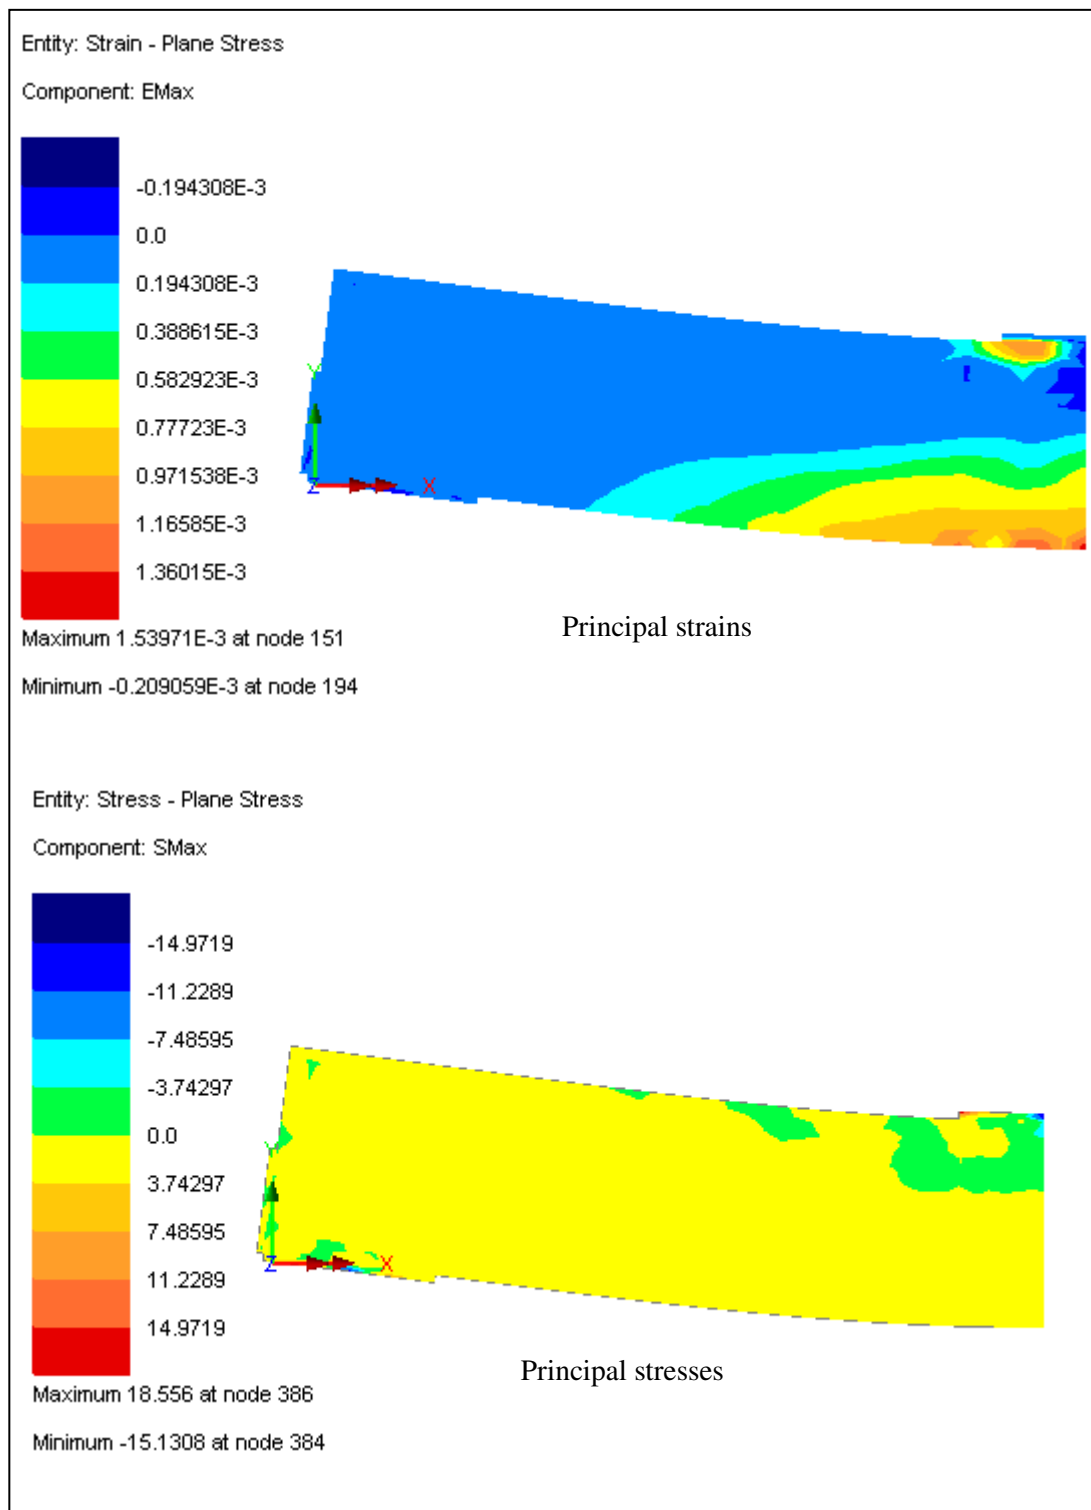 Entity: Strain - Plane Stress
Component: EMax
-0.194308E-3
0.0
0.194308E-3
0.388615E-3
0.582923E-3
0.77723E-3
0.971538E-3
1.16585E-3
1.36015E-3
Y
Z
X
Maximum 1.53971E-3 at node 151
Minimum -0.209059E-3 at node 194
Principal strains
Entity: Stress - Plane Stress
Component: SMax
-14.9719
-11.2289
-7.48595
-3.74297
0.0
3.74297
7.48595
11.2289
14.9719
Y
Z
X
Maximum 18.556 at node 386
Minimum -15.1308 at node 384
Principal stresses